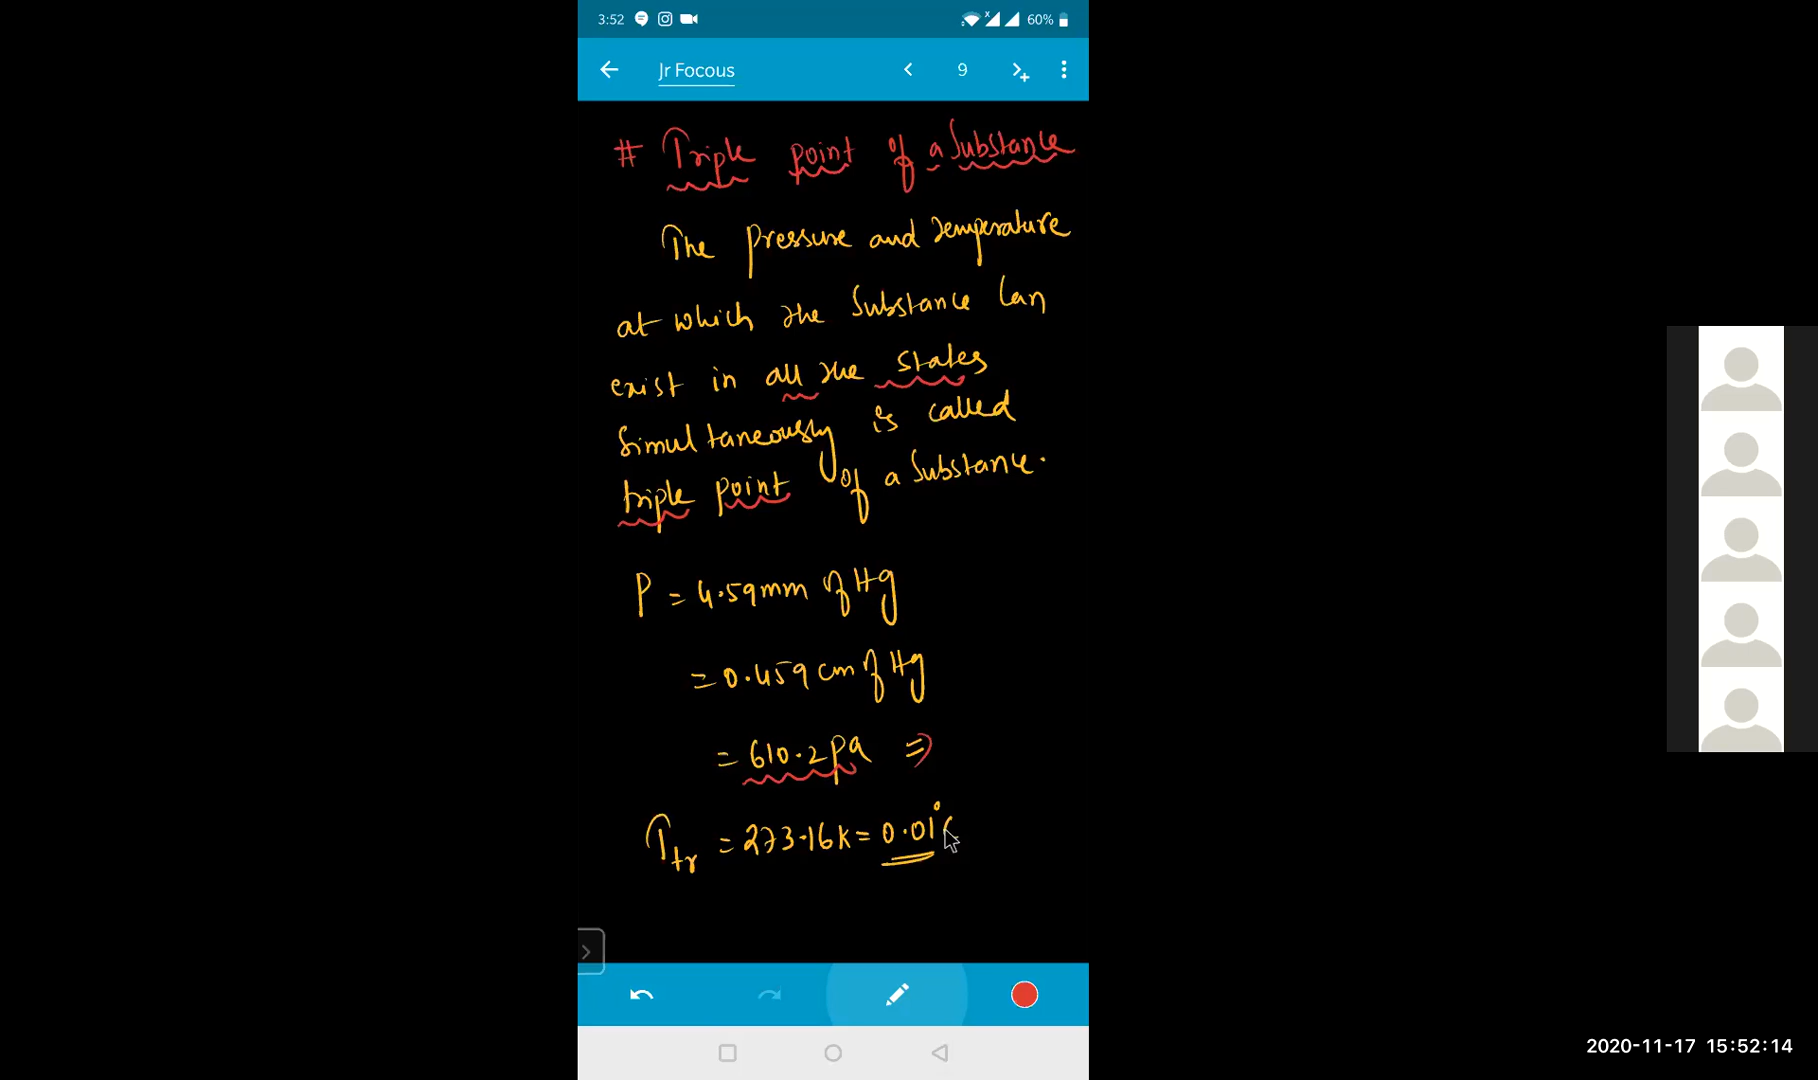 3:52
60%
Jr Focous
9
# Triple point of a Substance
The pressure and temperature
at which the substance can
exist in all the states
simultaneously is called
triple point of a substance.
P = 4.59mm of Hg
= 0.459 cm of Hg
= 610.2 pa ⇒
Ttr = 273.16K = 0.01°C
2020-11-17 15:52:14